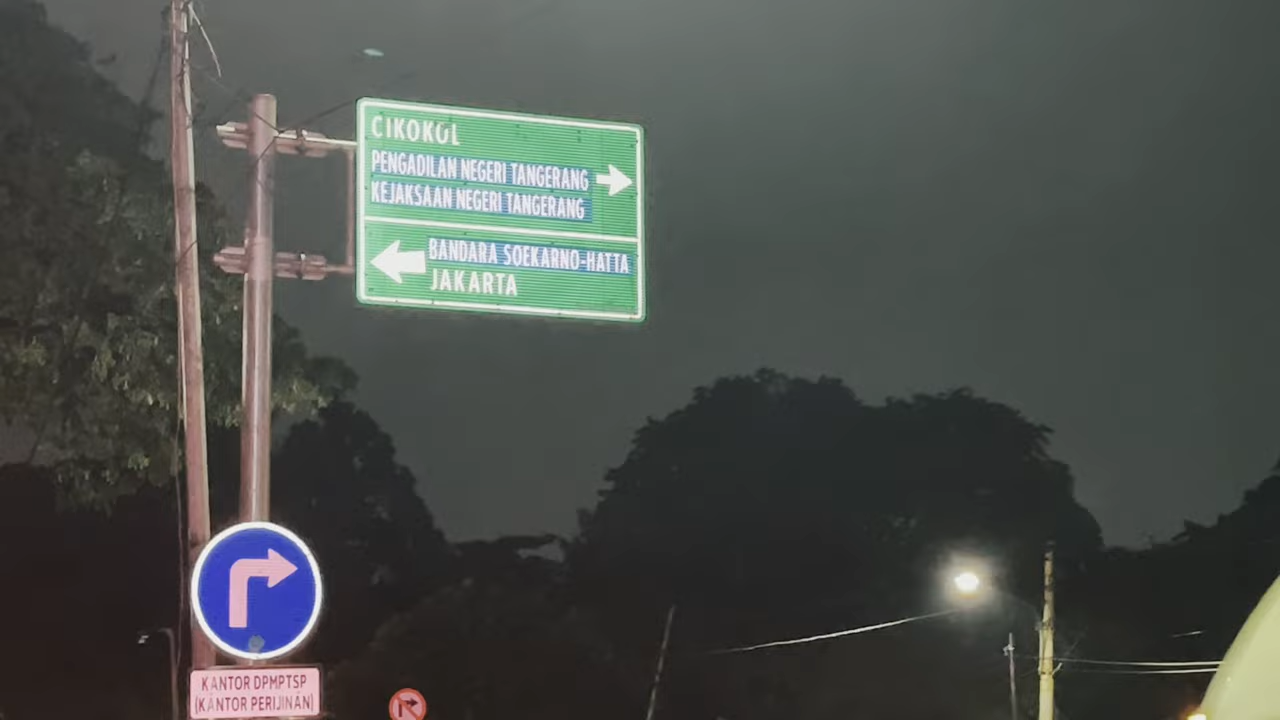 CIKOKOL
PENGADILAN NEGERI TANGERANG
KEJAKSAAN NEGERI TANGERANG
BANDARA SOEKARNO-HATTA
JAKARTA
KANTOR DPMPTSP
(KANTOR PERIJINAN)